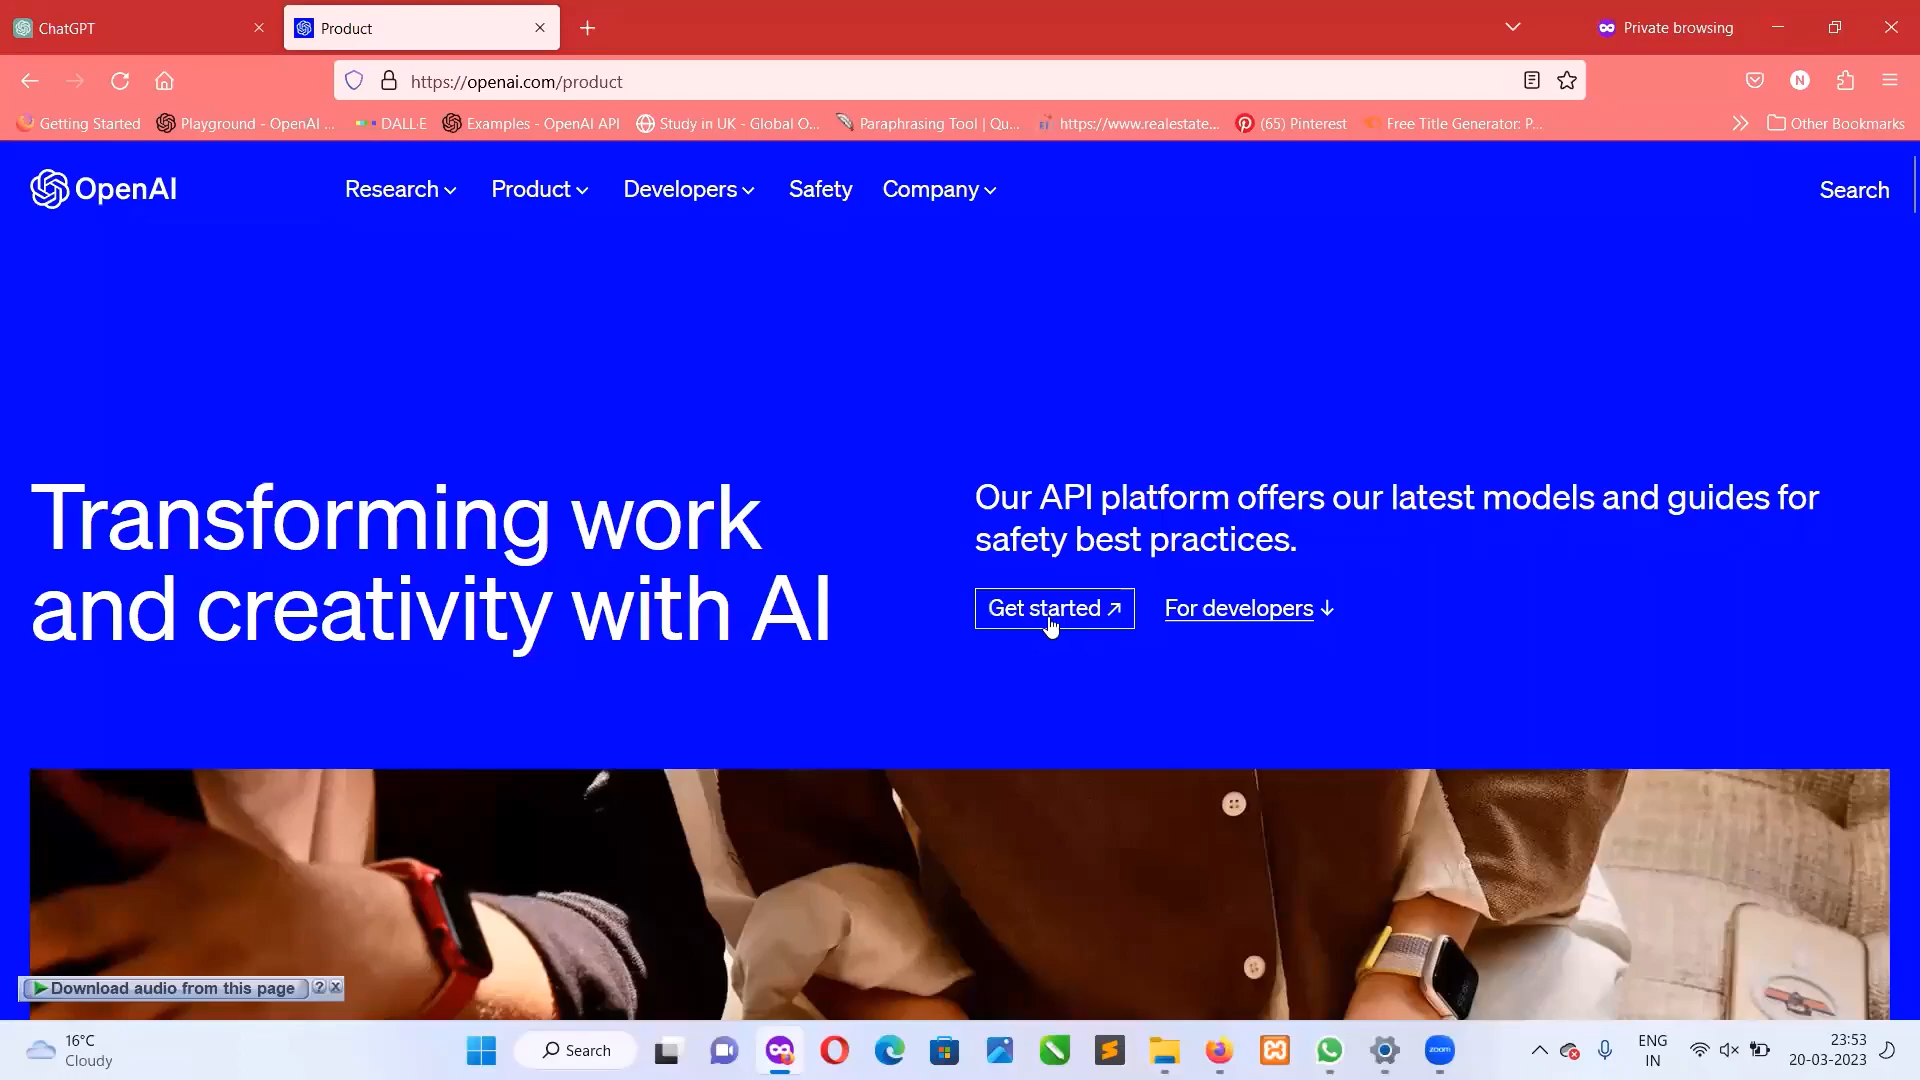 ChatGPT
Product
Private browsing
https://openai.com/product
N
Getting Started
Playground - OpenAI ...
DALL·E
Examples - OpenAI API
Study in UK - Global O...
Paraphrasing Tool | Qu...
https://www.realestate...
(65) Pinterest
Free Title Generator: P...
Other Bookmarks
OpenAI
Research
Product
Developers
Safety
Company
Search
Transforming work
and creativity with AI
Our API platform offers our latest models and guides for
safety best practices.
Get started ↗
For developers ↓
Download audio from this page
?
16°C
Cloudy
Search
zoom
ENG
IN
23:53
20-03-2023